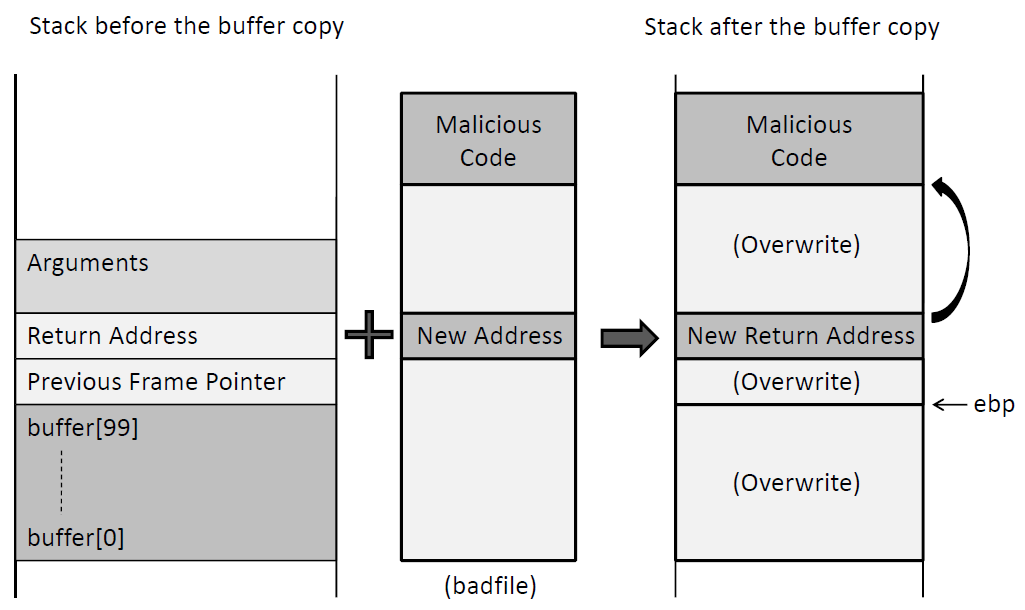 Stack before the buffer copy
Stack after the buffer copy
Arguments
Return Address
Previous Frame Pointer
buffer[99]
buffer[0]
Malicious
Code
New Address
(badfile)
Malicious
Code
(Overwrite)
New Return Address
(Overwrite)
ebp
(Overwrite)